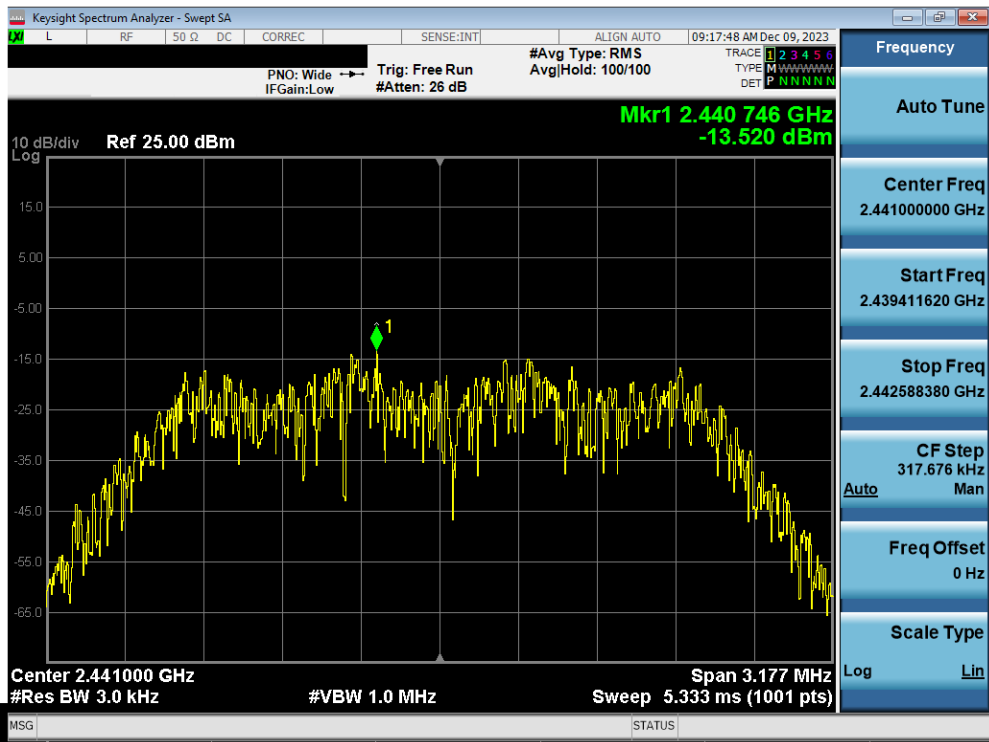 Keysight Spectrum Analyzer - Swept SA
LXI L RF 50 Ω DC CORREC SENSE:INT ALIGN AUTO 09:17:48 AM Dec 09, 2023
PNO: Wide
IFGain:Low
Trig: Free Run
#Atten: 26 dB
#Avg Type: RMS
Avg|Hold: 100/100
TRACE 1 2 3 4 5 6
TYPE M WWWWW
DET P N N N N N
Mkr1 2.440 746 GHz
-13.520 dBm
10 dB/div Ref 25.00 dBm
Log
15.0
5.00
-5.00
-15.0
-25.0
-35.0
-45.0
-55.0
-65.0
1
Center 2.441000 GHz Span 3.177 MHz
#Res BW 3.0 kHz #VBW 1.0 MHz Sweep 5.333 ms (1001 pts)
MSG STATUS
Frequency
Auto Tune
Center Freq
2.441000000 GHz
Start Freq
2.439411620 GHz
Stop Freq
2.442588380 GHz
CF Step
317.676 kHz
Auto Man
Freq Offset
0 Hz
Scale Type
Log Lin